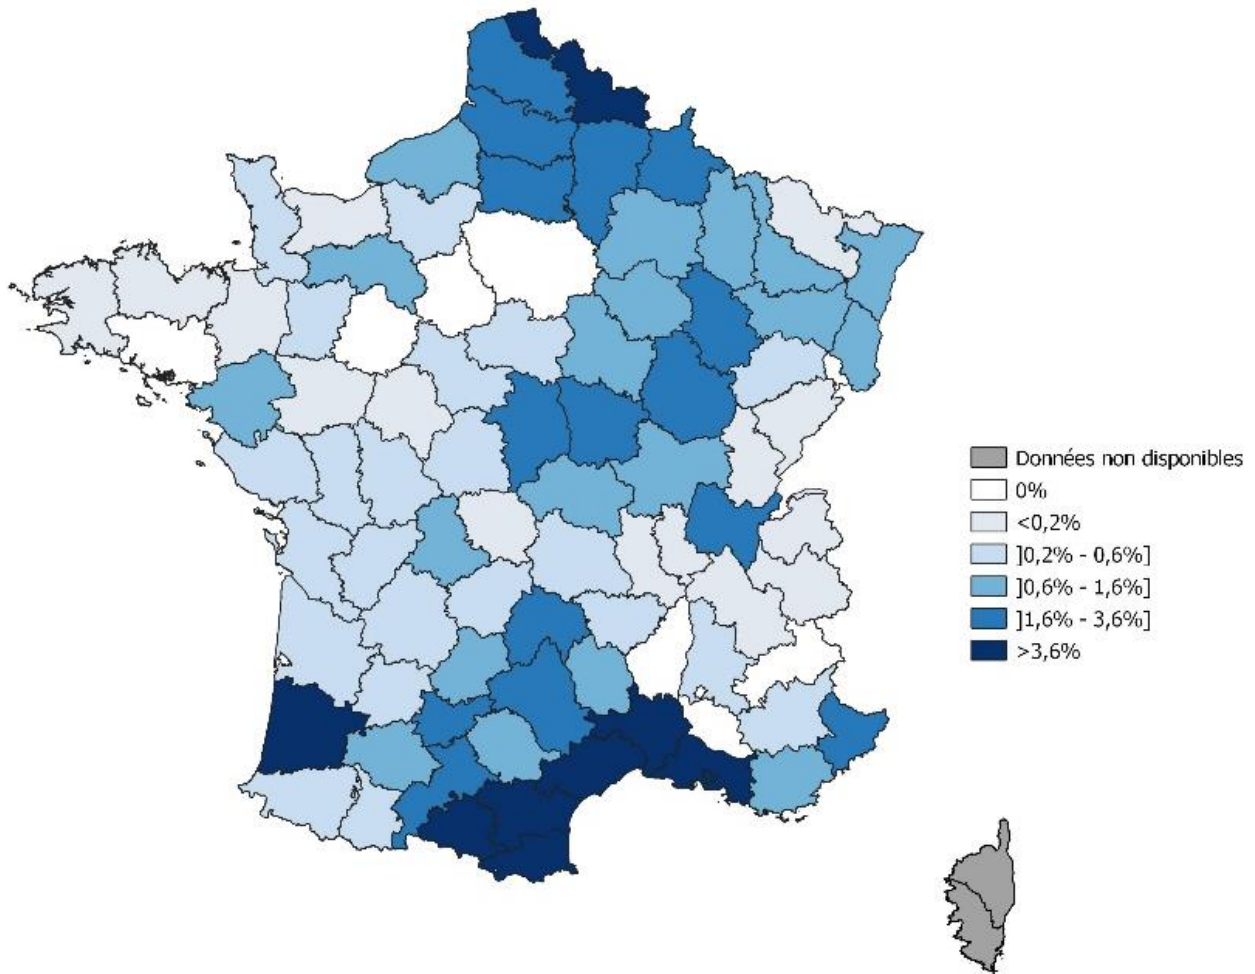 Données non disponibles
0%
<0,2%
]0,2% - 0,6%]
]0,6% - 1,6%]
]1,6% - 3,6%]
>3,6%